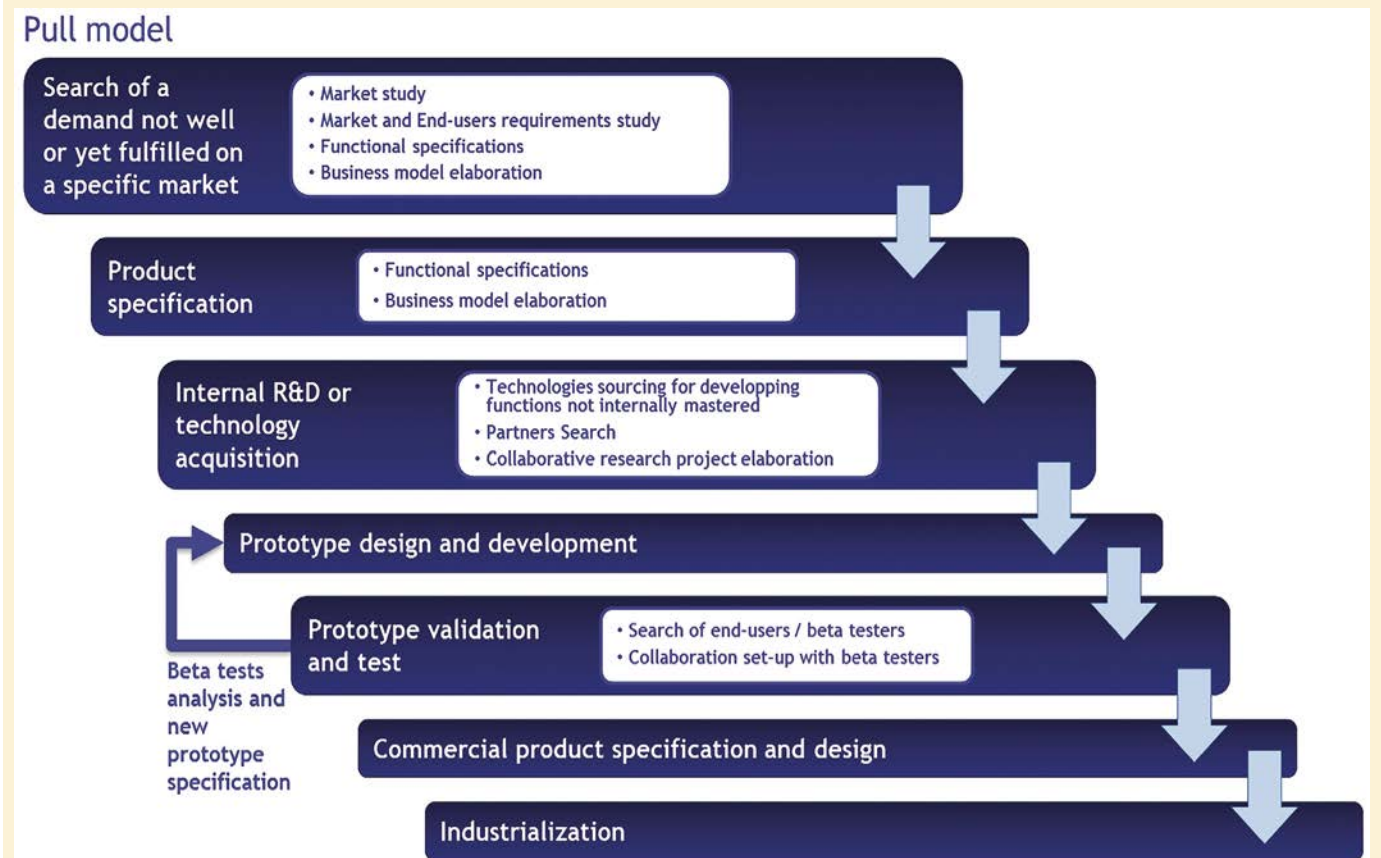 Pull model
Search of a
demand not well
or yet fulfilled on
a specific market
• Market study
• Market and End-users requirements study
• Functional specifications
• Business model elaboration
Product
specification
• Functional specifications
• Business model elaboration
Internal R&D or
technology
acquisition
• Technologies sourcing for developping
functions not internally mastered
• Partners Search
• Collaborative research project elaboration
Prototype design and development
Prototype validation
and test
• Search of end-users / beta testers
• Collaboration set-up with beta testers
Beta tests
analysis and
new
prototype
specification
Commercial product specification and design
Industrialization